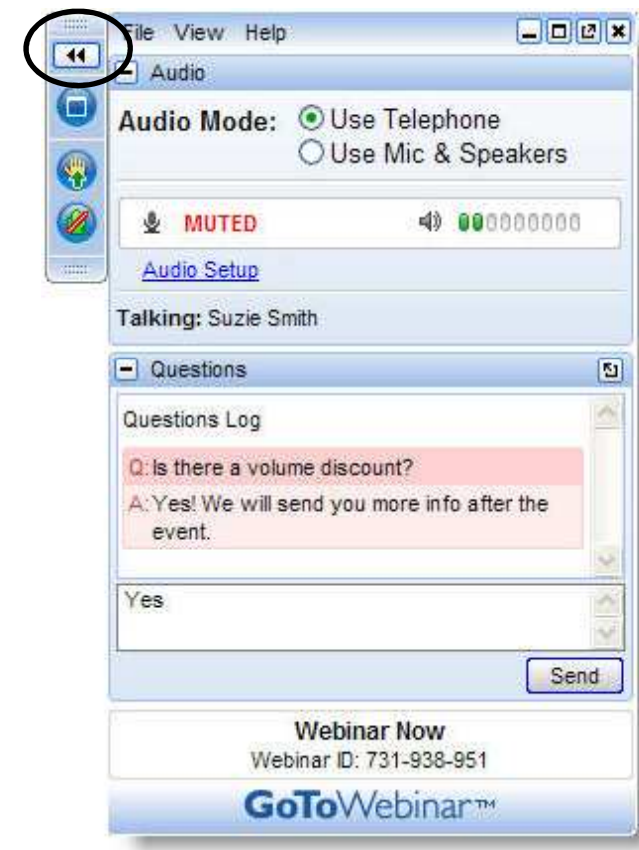 File View Help
Audio
Audio Mode: Use Telephone
Use Mic & Speakers
MUTED
Audio Setup
Talking: Suzie Smith
Questions
Questions Log
Q: Is there a volume discount?
A: Yes! We will send you more info after the
event.
Yes
Send
Webinar Now
Webinar ID: 731-938-951
GoToWebinar™